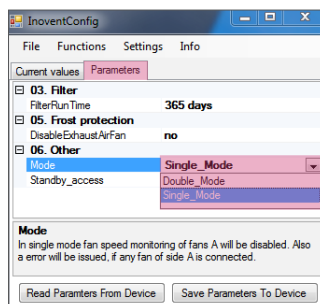 InoventConfig
File Functions Settings Info
Current values Parameters
03. Filter
FilterRunTime 365 days
05. Frost protection
DisableExhaustAirFan no
06. Other
Mode Single_Mode
Standby_access Double_Mode
Single_Mode
Mode
In single mode fan speed monitoring of fans A will be disabled. Also
a error will be issued, if any fan of side A is connected.
Read Paramters From Device Save Parameters To Device